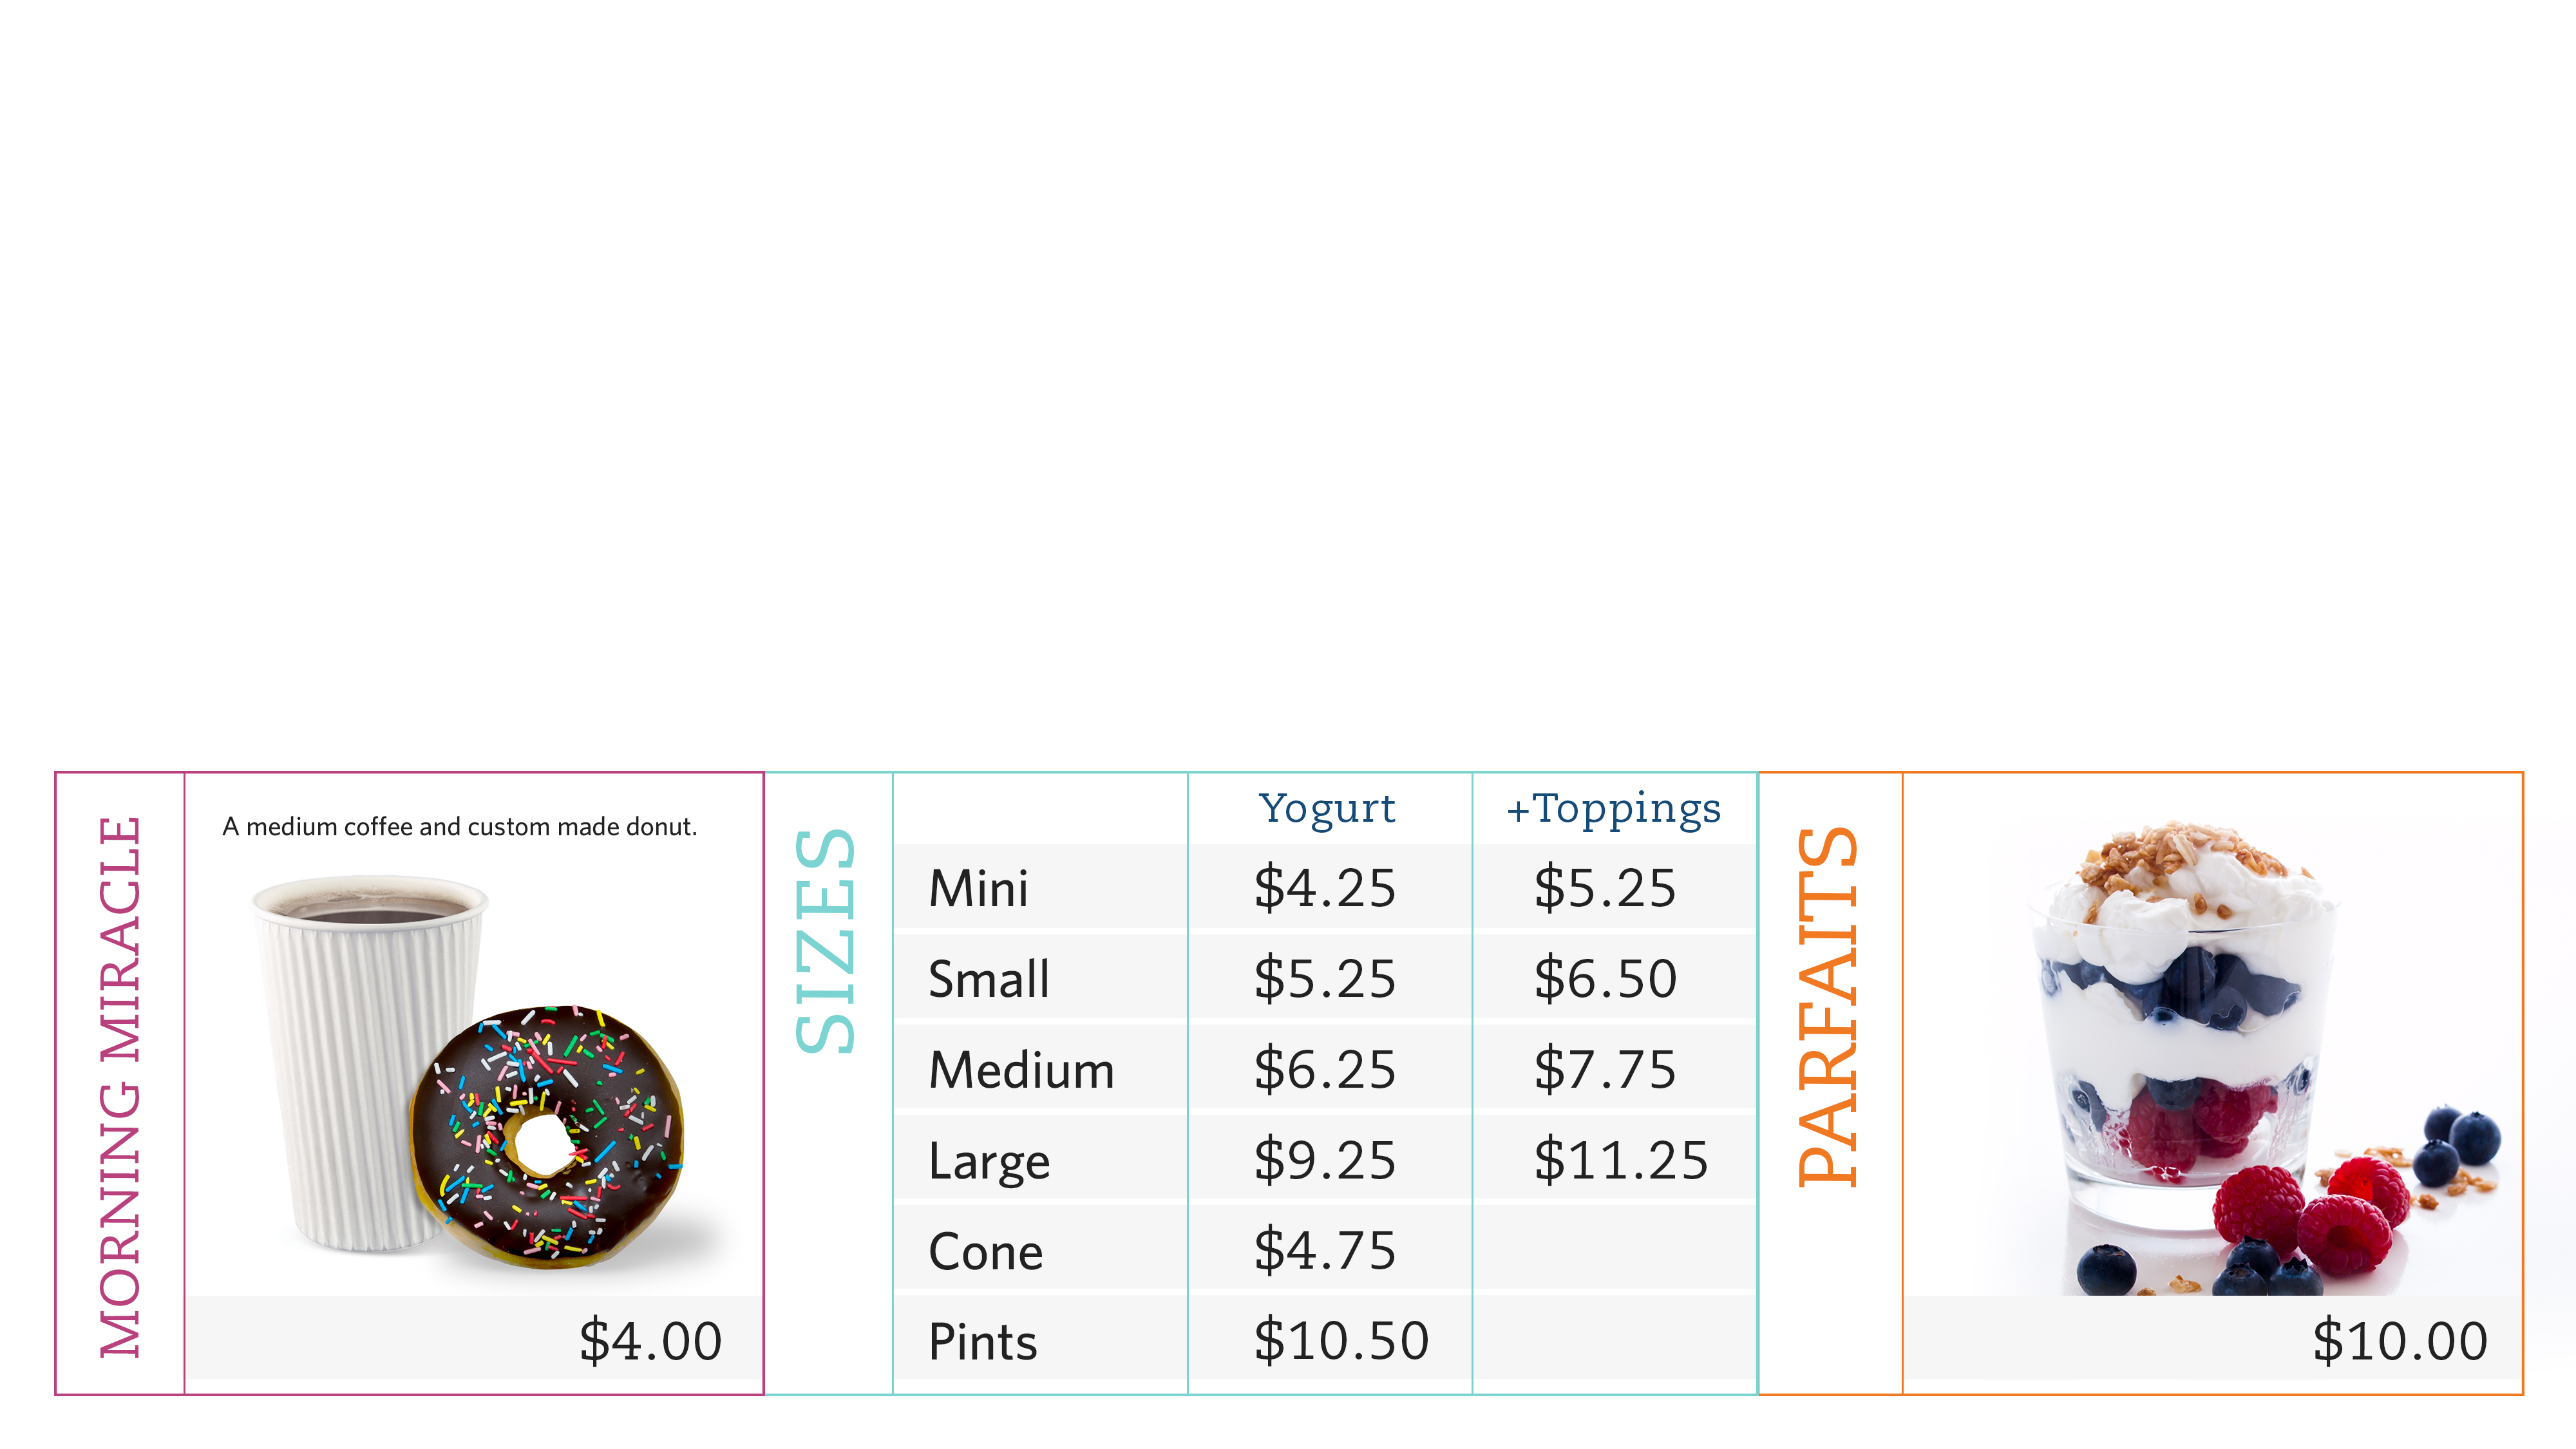 MORNING MIRACLE
A medium coffee and custom made donut.
$4.00
SIZES
Yogurt +Toppings
Mini $4.25 $5.25
Small $5.25 $6.50
Medium $6.25 $7.75
Large $9.25 $11.25
Cone $4.75
Pints $10.50
PARFAITS
$10.00